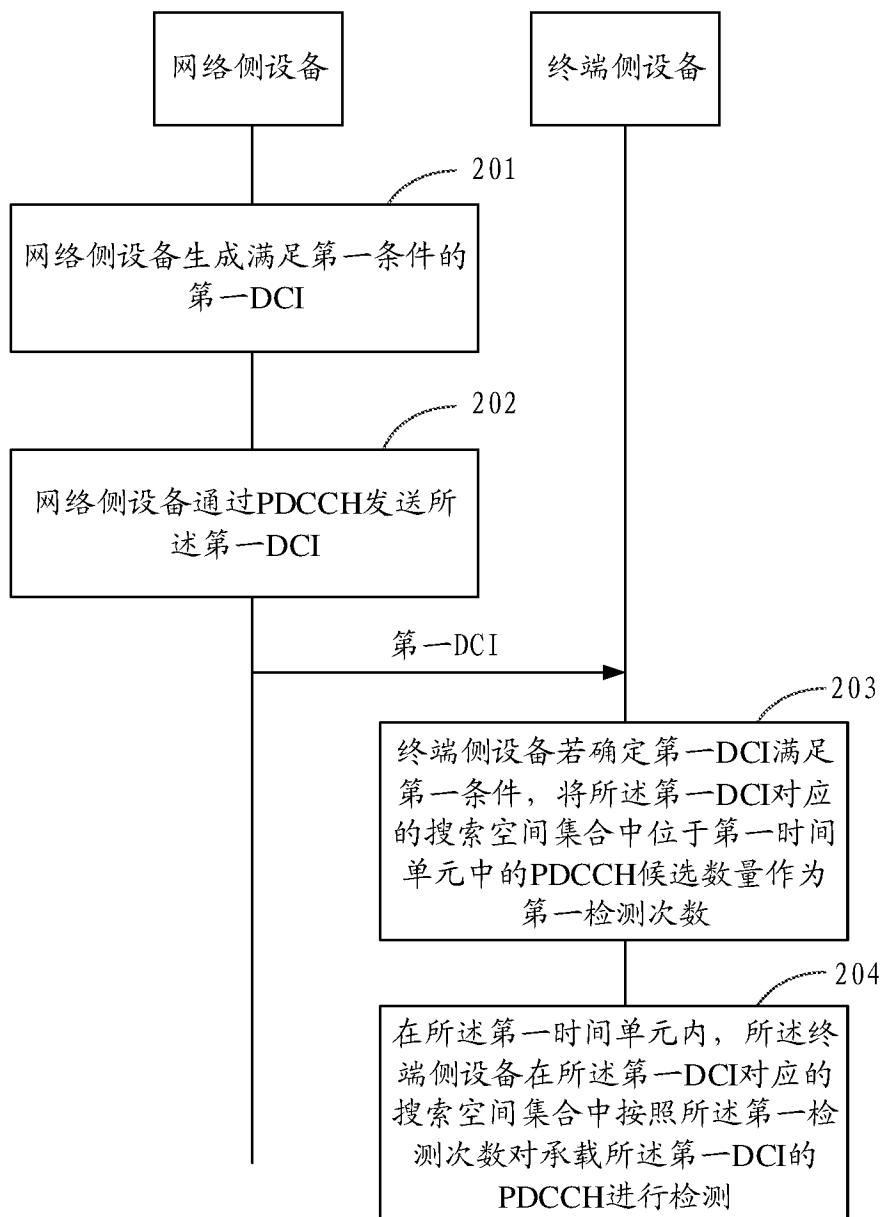 网络侧设备
终端侧设备
201
网络侧设备生成满足第一条件的
第一DCI
202
网络侧设备通过PDCCH发送所
述第一DCI
第一DCI
203
终端侧设备若确定第一DCI满足
第一条件，将所述第一DCI对应
的搜索空间集合中位于第一时间
单元中的PDCCH候选数量作为
第一检测次数
204
在所述第一时间单元内，所述终
端侧设备在所述第一DCI对应的
搜索空间集合中按照所述第一检
测次数对承载所述第一DCI的
PDCCH进行检测